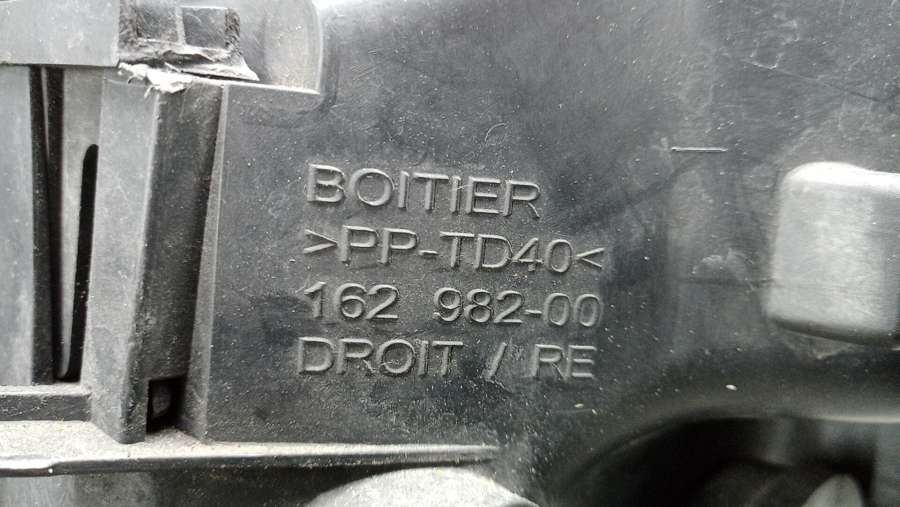 BOITIER
>PP-TD40<
162 982-00
DROIT / RE